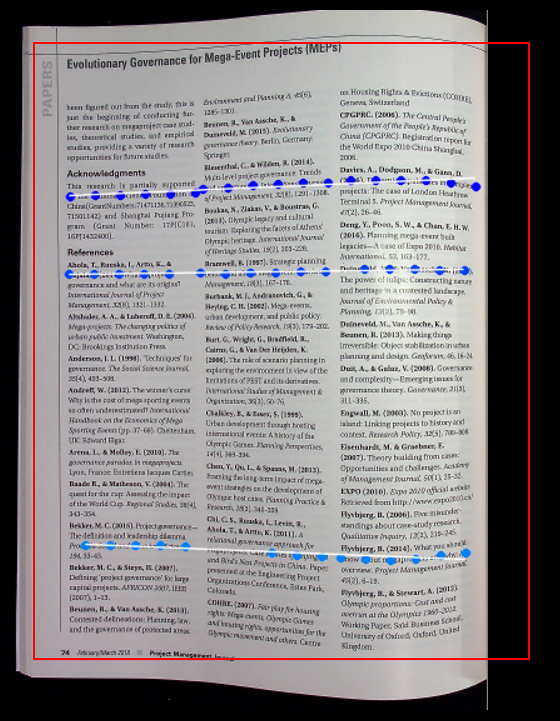 PAPERS
Evolutionary Governance for Mega-Event Projects (MEPs)
been figured out from the study, this is
just the beginning of conducting fur-
ther research on megaproject case stud-
ies, theoretical studies, and empirical
studies, providing a variety of research
opportunities for future studies.
Acknowledgments
This research is partially supported
China (Grant Numbers: 71471138, 71390523,
71501142) and Shanghai Pujiang Pro-
gram (Grant Number: 17PJC101,
16PJ1432400).
References
Ahola, T., Ruuska, I., Artto, K., &
governance and what are its origins?
International Journal of Project
Management, 32(8), 1321–1332.
Altshuler, A. A., & Luberoff, D. E. (2004).
Mega-projects: The changing politics of
urban public investment. Washington,
DC: Brookings Institution Press.
Anderson, J. L. (1998). 'Techniques' for
governance. The Social Science Journal,
35(4), 493–508.
Andreff, W. (2012). The winner's curse
Why is the cost of mega sporting events
so often underestimated? International
Handbook on the Economics of Mega
Sporting Events (pp. 37–69). Cheltenham,
UK: Edward Elgar.
Arena, L., & Molloy, E. (2010). The
governance paradox in megaprojects.
Lyon, France: Entretiens Jacques Cartier.
Baade R., & Matheson, V. (2004). The
quest for the cup: Assessing the impact
of the World Cup. Regional Studies, 38(4),
343–354.
Bekker, M. C. (2015). Project governance—
The definition and leadership dilemma.
194, 33–43.
Bekker, M. C., & Steyn, H. (2007).
Defining 'project governance' for large
capital projects. AFRICON 2007, IEEE
(2007), 1–13.
Beunen, R., & Van Assche, K. (2013).
Contested delineations: Planning, law,
and the governance of protected areas.
Environment and Planning A, 45(6),
1285–1301.
Beunen, R., Van Assche, K., &
Duineveld, M. (2015). Evolutionary
governance theory. Berlin, Germany:
Springer.
Biesenthal, C., & Wilden, R. (2014).
Multi-level project governance: Trends
of Project Management, 32(8), 1291–1308.
Boukas, N., Ziakas, V., & Boustras, G.
(2013). Olympic legacy and cultural
tourism: Exploring the facets of Athens'
Olympic heritage. International Journal
of Heritage Studies, 19(2), 203–228.
Bramwell, B. (1997). Strategic planning
Management, 18(3), 167–176.
Burbank, M. J., Andranovich, G., &
Heying, C. H. (2002). Mega-events,
urban development, and public policy.
Review of Policy Research, 19(3), 179–202.
Burt, G., Wright, G., Bradfield, R.,
Cairns, G., & Van Der Heijden, K.
(2006). The role of scenario planning in
exploring the environment in view of the
limitations of PEST and its derivatives.
International Studies of Management &
Organization, 36(3), 50–76.
Chalkley, B., & Essex, S. (1999).
Urban development through hosting
international events: A history of the
Olympic Games. Planning Perspectives,
14(4), 369–394.
Chen, Y., Qu, L., & Spaans, M. (2013).
Framing the long-term impact of mega-
event strategies on the development of
Olympic host cities. Planning Practice &
Research, 28(3), 340–359.
Chi, C. S., Ruuska, I., Levitt, R.,
Ahola, T., & Artto, K. (2011). A
relational governance approach for
and Bird's Nest Projects in China. Paper
presented at the Engineering Project
Organizations Conference, Estes Park,
Colorado.
COHRE. (2007). Fair play for housing
rights: Mega-events, Olympic Games
and housing rights, opportunities for the
Olympic movement and others. Centre
on Housing Rights & Evictions (COHRE),
Geneva, Switzerland
CPGPRC. (2006). The Central People's
Government of the People's Republic of
China (CPGPRC). Registration report for
the World Expo 2010 China Shanghai,
2006.
Davies, A., Dodgson, M., & Gann, D.
projects: The case of London Heathrow
Terminal 5. Project Management Journal,
47(2), 26–46.
Deng, Y., Poon, S. W., & Chan, E. H. W.
(2014). Planning mega-event built
legacies—A case of Expo 2010. Habitat
International, 53, 163–177.
The power of tulips: Constructing nature
and heritage in a contested landscape.
Journal of Environmental Policy &
Planning, 15(2), 79–98.
Duineveld, M., Van Assche, K., &
Beunen, R. (2013). Making things
irreversible: Object stabilization in urban
planning and design. Geoforum, 46, 16–24.
Duit, A., & Galaz, V. (2008). Governance
and complexity—Emerging issues for
governance theory. Governance, 21(3),
311–335.
Engwall, M. (2003). No project is an
island: Linking projects to history and
context. Research Policy, 32(5), 789–808.
Eisenhardt, M., & Graebner, E.
(2007). Theory building from cases:
Opportunities and challenges. Academy
of Management, 50(1), 25–32.
EXPO (2010). Expo 2010 official website.
Retrieved from http://www.expo2010.cn/
Flyvbjerg, B. (2006). Five misunder-
standings about case-study research.
Qualitative Inquiry, 12(2), 219–245.
Flyvbjerg, B. (2014). What you should
overview. Project Management Journal,
45(2), 6–19.
Flyvbjerg, B., & Stewart, A. (2012).
Olympic proportions: Cost and cost
overrun at the Olympics 1960–2012.
Working Paper, Saïd Business School,
University of Oxford, Oxford, United
Kingdom.
74 February/March 2018 Project Management Journal